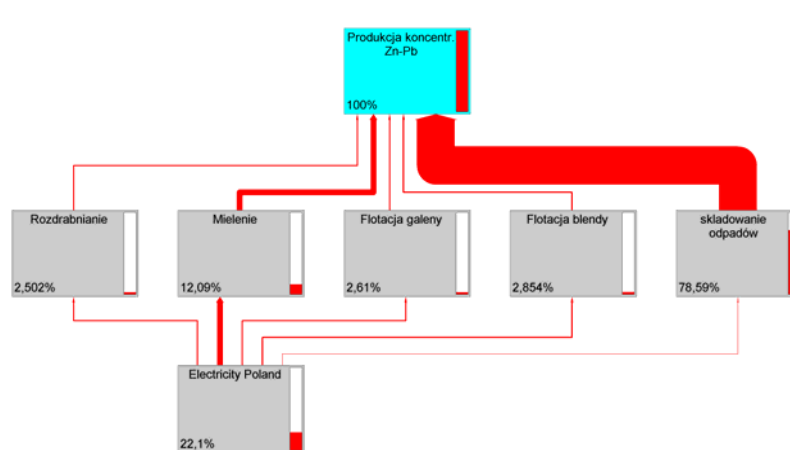 Produkcja koncentr.
Zn-Pb
100%
Rozdrabnianie
2,502%
Mielenie
12,09%
Flotacja galeny
2,61%
Flotacja blendy
2,854%
skladowanie
odpadów
78,59%
Electricity Poland
22,1%